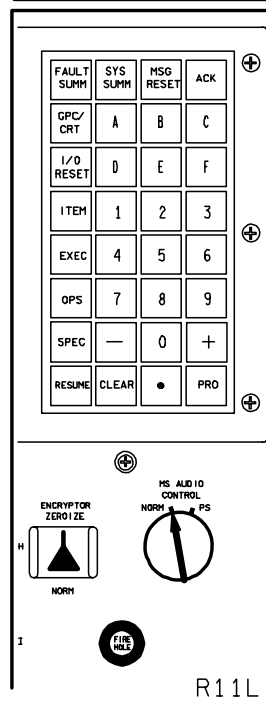 FAULT SUMM SYS SUMM MSG RESET ACK
GPC/ CRT A B C
I/O RESET D E F
ITEM 1 2 3
EXEC 4 5 6
OPS 7 8 9
SPEC — 0 +
RESUME CLEAR • PRO
MS AUDIO
CONTROL
NORM PS
ENCRYPTOR
ZEROIZE
H
NORM
I
FIRE
HOLE
R11L